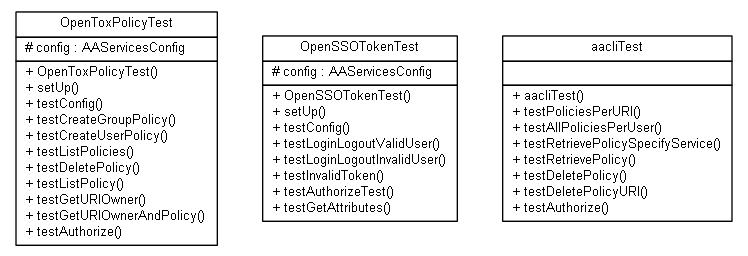 OpenToxPolicyTest
# config : AAServicesConfig
+ OpenToxPolicyTest()
+ setUp()
+ testConfig()
+ testCreateGroupPolicy()
+ testCreateUserPolicy()
+ testListPolicies()
+ testDeletePolicy()
+ testListPolicy()
+ testGetURIOwner()
+ testGetURIOwnerAndPolicy()
+ testAuthorize()
OpenSSOTokenTest
# config : AAServicesConfig
+ OpenSSOTokenTest()
+ setUp()
+ testConfig()
+ testLoginLogoutValidUser()
+ testLoginLogoutInvalidUser()
+ testInvalidToken()
+ testAuthorizeTest()
+ testGetAttributes()
aacliTest
+ aacliTest()
+ testPoliciesPerURI()
+ testAllPoliciesPerUser()
+ testRetrievePolicySpecifyService()
+ testRetrievePolicy()
+ testDeletePolicy()
+ testDeletePolicyURI()
+ testAuthorize()